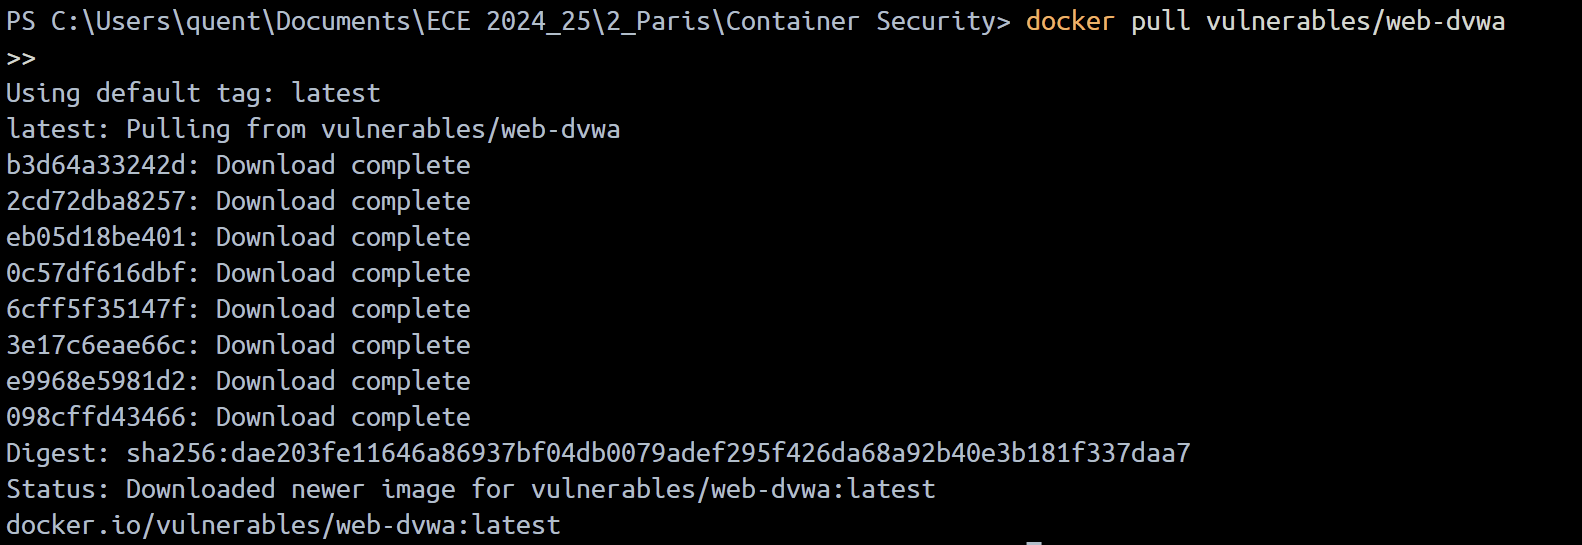 PS C:\Users\quent\Documents\ECE 2024_25\2_Paris\Container Security> docker pull vulnerables/web-dvwa
>>
Using default tag: latest
latest: Pulling from vulnerables/web-dvwa
b3d64a33242d: Download complete
2cd72dba8257: Download complete
eb05d18be401: Download complete
0c57df616dbf: Download complete
6cff5f35147f: Download complete
3e17c6eae66c: Download complete
e9968e5981d2: Download complete
098cffd43466: Download complete
Digest: sha256:dae203fe11646a86937bf04db0079adef295f426da68a92b40e3b181f337daa7
Status: Downloaded newer image for vulnerables/web-dvwa:latest
docker.io/vulnerables/web-dvwa:latest